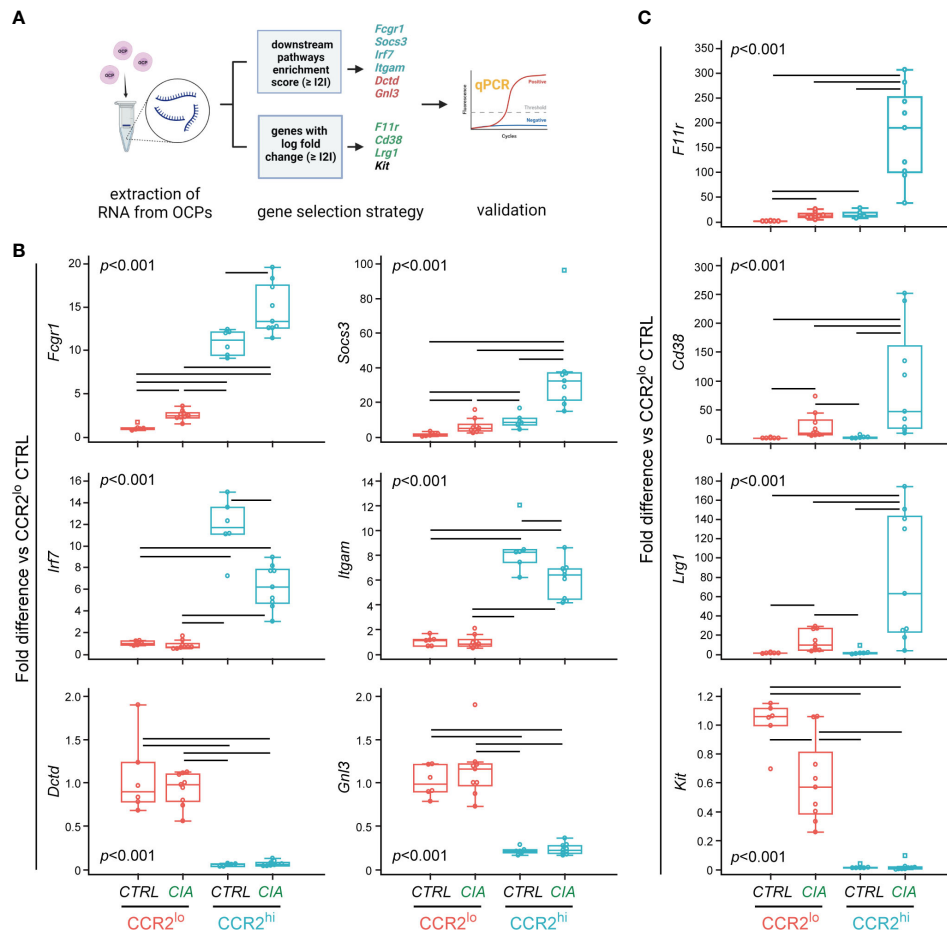 A
OCP
OCP
OCP
downstream
pathways
enrichment
score (≥ I2I)
Fcgr1
Socs3
Irf7
Itgam
Dctd
Gnl3
genes with
log fold
change (≥ I2I)
F11r
Cd38
Lrg1
Kit
qPCR
Positive
Threshold
Negative
Fluorescence
Cycles
extraction of
RNA from OCPs
gene selection strategy
validation
B
Fold difference vs CCR2lo CTRL
p<0.001
Fcgr1
20
15
10
5
0
p<0.001
Socs3
100
80
60
40
20
0
p<0.001
Irf7
16
14
12
10
8
6
4
2
0
p<0.001
Itgam
14
12
10
8
6
4
2
0
Dctd
2.0
1.5
1.0
0.5
0.0
p<0.001
Gnl3
2.0
1.5
1.0
0.5
0.0
p<0.001
CTRL CIA CTRL CIA
CCR2lo CCR2hi
CTRL CIA CTRL CIA
CCR2lo CCR2hi
C
Fold difference vs CCR2lo CTRL
p<0.001
F11r
350
300
250
200
150
100
50
0
p<0.001
Cd38
300
250
200
150
100
50
0
p<0.001
Lrg1
180
160
140
120
100
80
60
40
20
0
Kit
1.2
1.0
0.8
0.6
0.4
0.2
0
p<0.001
CTRL CIA CTRL CIA
CCR2lo CCR2hi